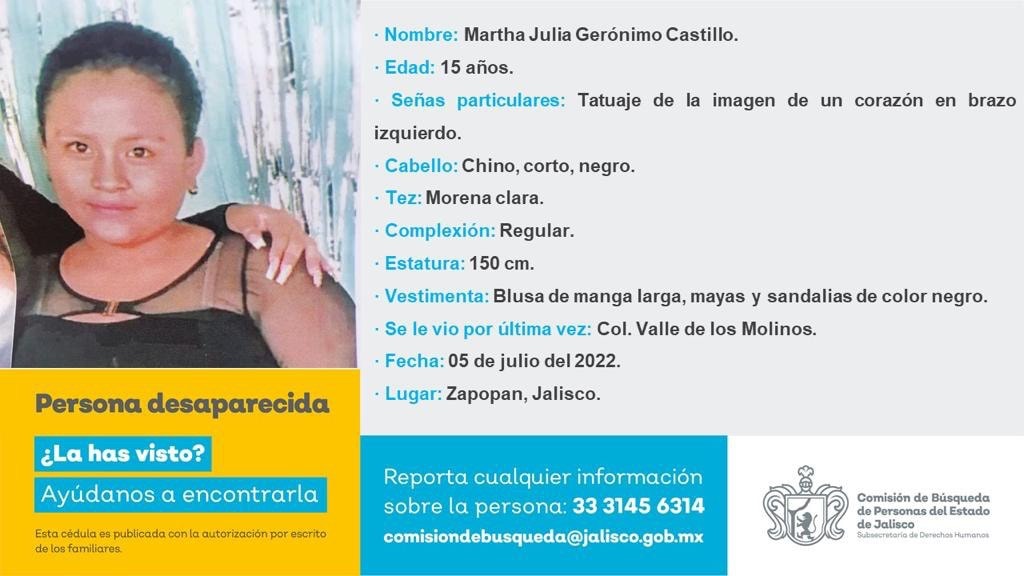 · Nombre: Martha Julia Gerónimo Castillo.
· Edad: 15 años.
· Señas particulares: Tatuaje de la imagen de un corazón en brazo
izquierdo.
· Cabello: Chino, corto, negro.
· Tez: Morena clara.
· Complexión: Regular.
· Estatura: 150 cm.
· Vestimenta: Blusa de manga larga, mayas y sandalias de color negro.
· Se le vio por última vez: Col. Valle de los Molinos.
· Fecha: 05 de julio del 2022.
· Lugar: Zapopan, Jalisco.
Persona desaparecida
¿La has visto?
Ayúdanos a encontrarla
Esta cédula es publicada con la autorización por escrito
de los familiares.
Reporta cualquier información
sobre la persona: 33 3145 6314
comisiondebusqueda@jalisco.gob.mx
Comisión de Búsqueda
de Personas del Estado
de Jalisco
Subsecretaría de Derechos Humanos